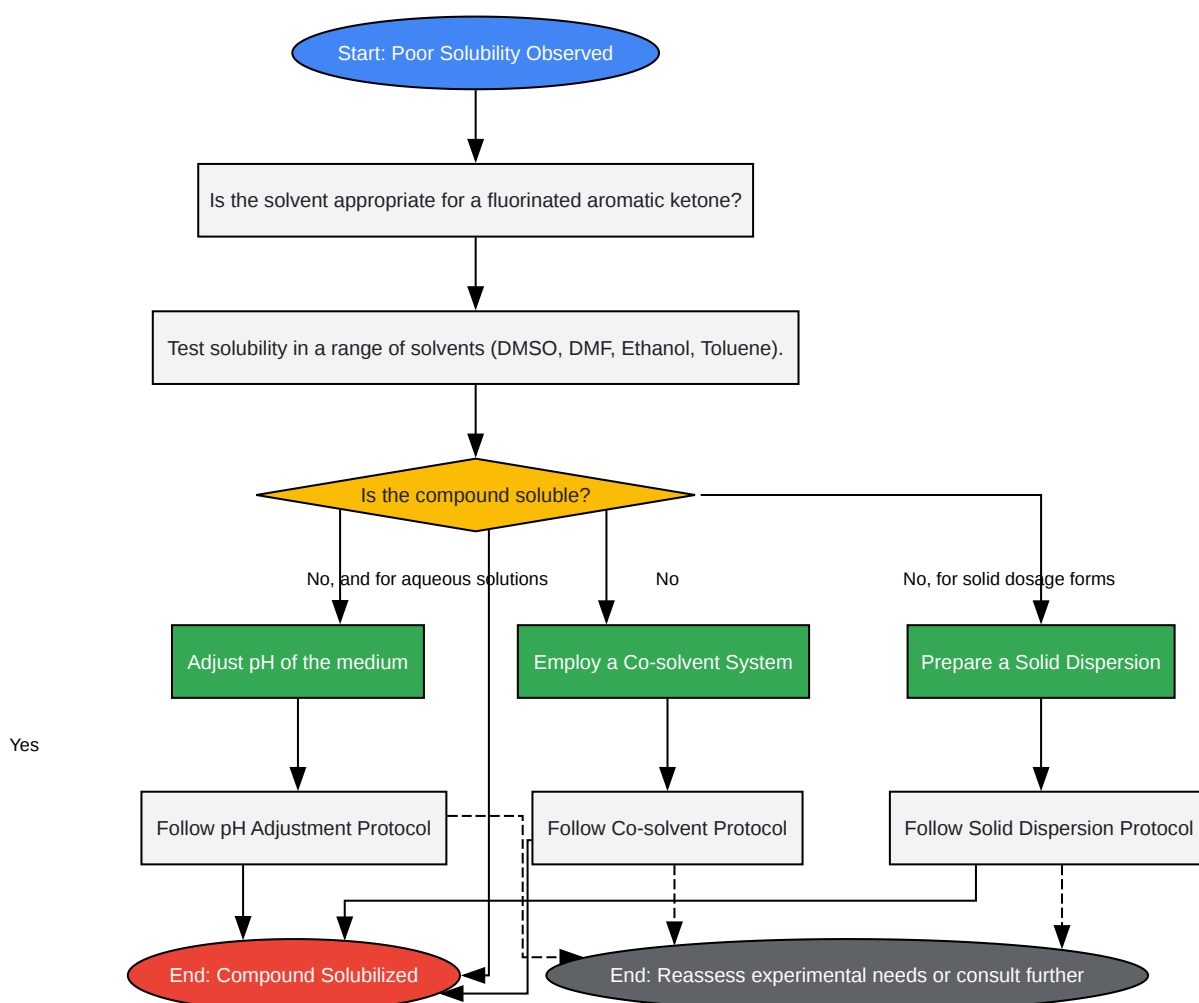 Start: Poor Solubility Observed
Is the solvent appropriate for a fluorinated aromatic ketone?
Test solubility in a range of solvents (DMSO, DMF, Ethanol, Toluene).
Is the compound soluble?
No, and for aqueous solutions
No
No, for solid dosage forms
Adjust pH of the medium
Employ a Co-solvent System
Prepare a Solid Dispersion
Yes
Follow pH Adjustment Protocol
Follow Co-solvent Protocol
Follow Solid Dispersion Protocol
End: Compound Solubilized
End: Reassess experimental needs or consult further